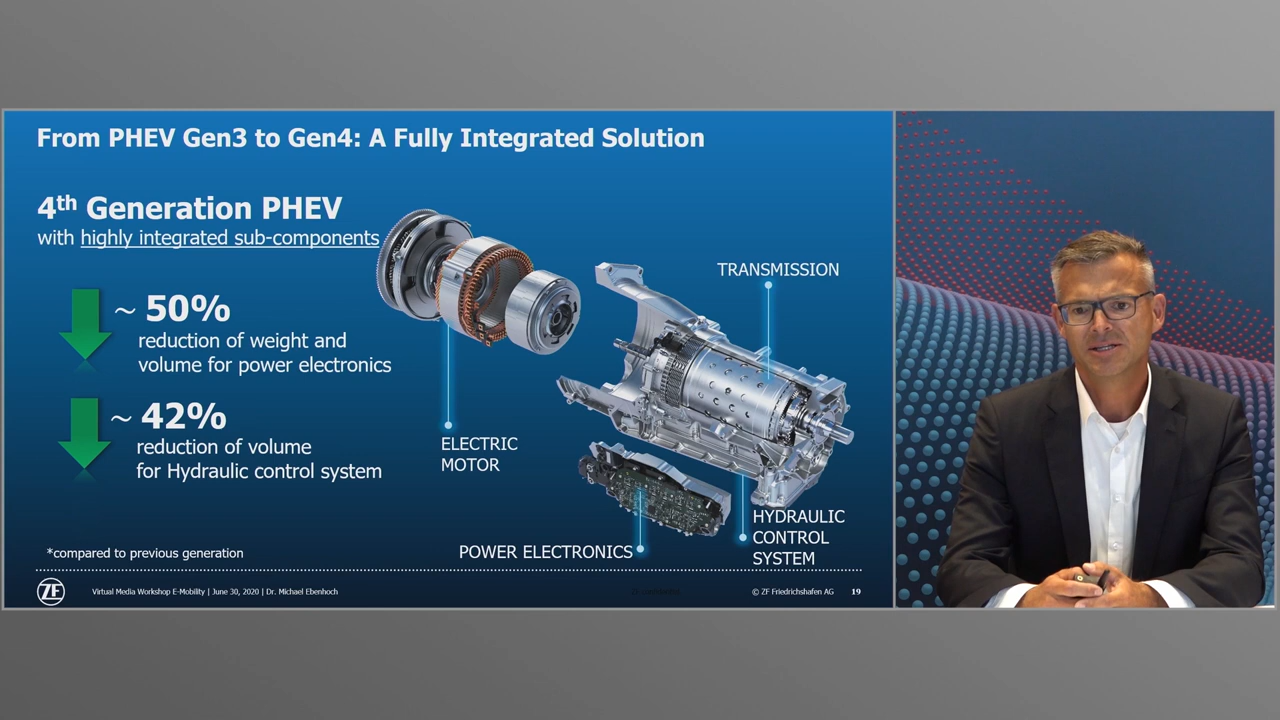 From PHEV Gen3 to Gen4: A Fully Integrated Solution
4th Generation PHEV
with highly integrated sub-components
~ 50%
reduction of weight and
volume for power electronics
~ 42%
reduction of volume
for Hydraulic control system
TRANSMISSION
ELECTRIC
MOTOR
HYDRAULIC
CONTROL
SYSTEM
POWER ELECTRONICS
*compared to previous generation
ZF
Virtual Media Workshop E-Mobility | June 30, 2020 | Dr. Michael Ebenhoch
© ZF Friedrichshafen AG
19